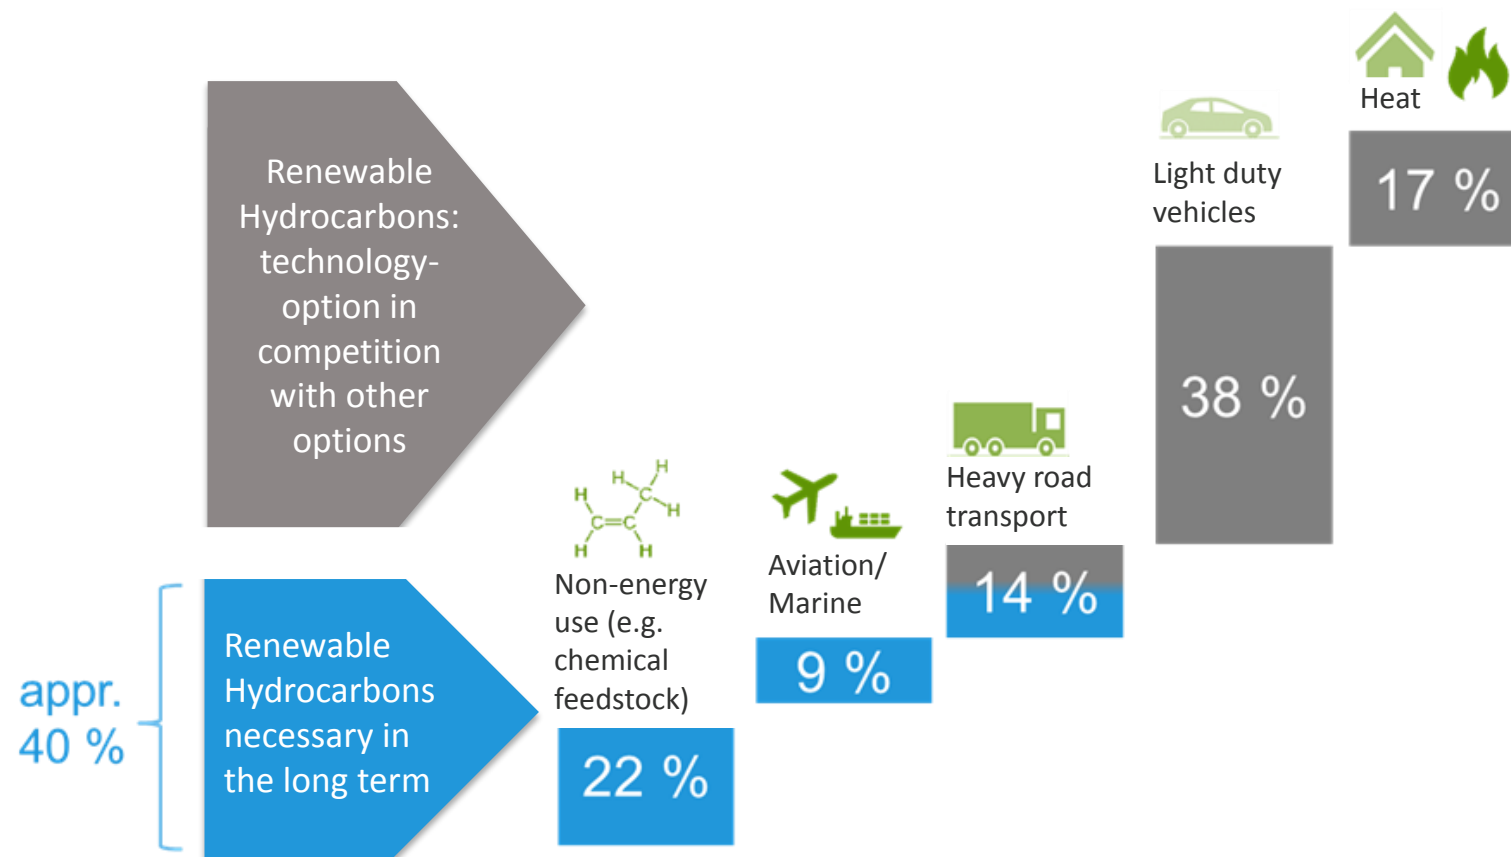 Renewable
Hydrocarbons:
technology-
option in
competition
with other
options
appr.
40 %
Renewable
Hydrocarbons
necessary in
the long term
H
H
H
C
H
C=C
H
H
Non-energy
use (e.g.
chemical
feedstock)
22 %
Aviation/
Marine
9 %
Heavy road
transport
14 %
Light duty
vehicles
38 %
Heat
17 %